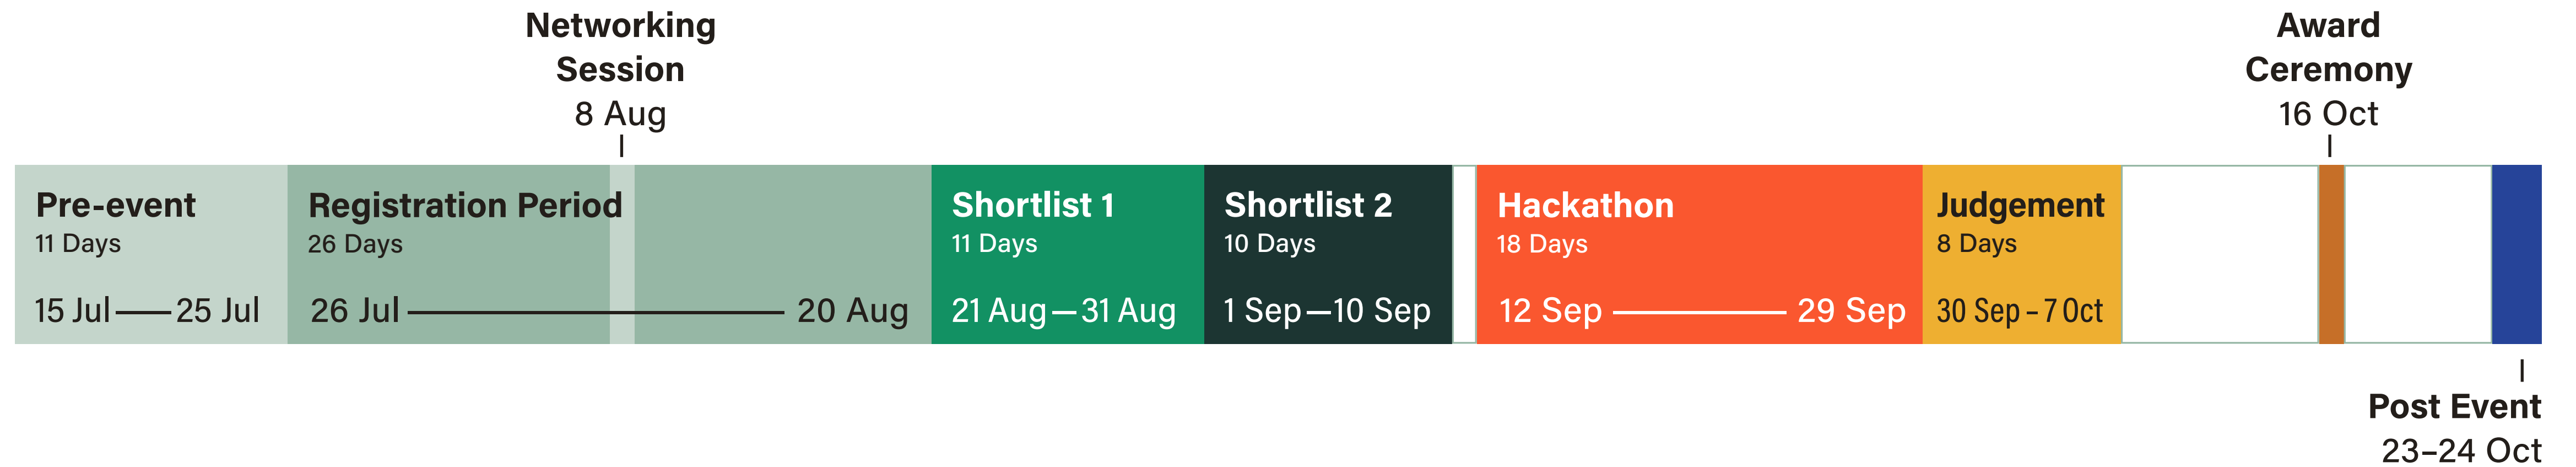 Networking
Session
8 Aug
Award
Ceremony
16 Oct
Pre-event
11 Days
15 Jul—25 Jul
Registration Period
26 Days
26 Jul—20 Aug
Shortlist 1
11 Days
21 Aug—31 Aug
Shortlist 2
10 Days
1 Sep—10 Sep
Hackathon
18 Days
12 Sep—29 Sep
Judgement
8 Days
30 Sep – 7 Oct
Post Event
23–24 Oct